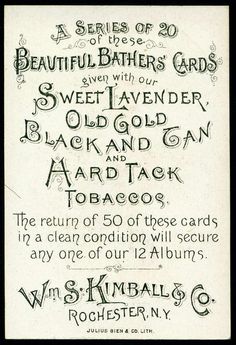 A SERIES OF 20
of these
BEAUTIFUL BATHERS' CARDS
given with our
SWEET LAVENDER,
OLD GOLD
BLACK AND TAN
AND
HARD TACK
TOBACCOS.
The return of 50 of these cards
in a clean condition will secure
any one of our 12 Albums.
Wm S. KIMBALL & CO.
ROCHESTER, N.Y.
JULIUS BIEN & CO. LITH.